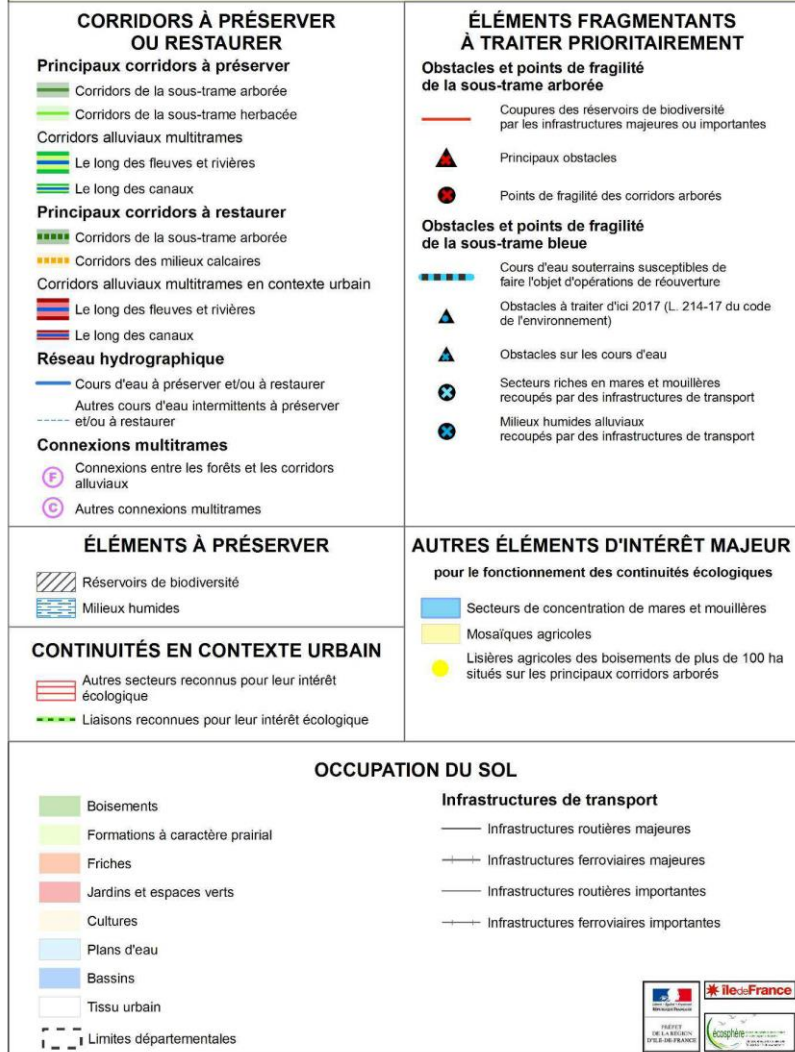 CORRIDORS À PRÉSERVER
OU RESTAURER
Principaux corridors à préserver
Corridors de la sous-trame arborée
Corridors de la sous-trame herbacée
Corridors alluviaux multitrames
Le long des fleuves et rivières
Le long des canaux
Principaux corridors à restaurer
Corridors de la sous-trame arborée
Corridors des milieux calcaires
Corridors alluviaux multitrames en contexte urbain
Le long des fleuves et rivières
Le long des canaux
Réseau hydrographique
Cours d'eau à préserver et/ou à restaurer
Autres cours d'eau intermittents à préserver
et/ou à restaurer
Connexions multitrames
F
Connexions entre les forêts et les corridors
alluviaux
C
Autres connexions multitrames
ÉLÉMENTS FRAGMENTANTS
À TRAITER PRIORITAIREMENT
Obstacles et points de fragilité
de la sous-trame arborée
Coupures des réservoirs de biodiversité
par les infrastructures majeures ou importantes
Principaux obstacles
Points de fragilité des corridors arborés
Obstacles et points de fragilité
de la sous-trame bleue
Cours d'eau souterrains susceptibles de
faire l'objet d'opérations de réouverture
Obstacles à traiter d'ici 2017 (L. 214-17 du code
de l'environnement)
Obstacles sur les cours d'eau
Secteurs riches en mares et mouillères
recoupés par des infrastructures de transport
Milieux humides alluviaux
recoupés par des infrastructures de transport
ÉLÉMENTS À PRÉSERVER
Réservoirs de biodiversité
Milieux humides
CONTINUITÉS EN CONTEXTE URBAIN
Autres secteurs reconnus pour leur intérêt
écologique
Liaisons reconnues pour leur intérêt écologique
AUTRES ÉLÉMENTS D'INTÉRÊT MAJEUR
pour le fonctionnement des continuités écologiques
Secteurs de concentration de mares et mouillères
Mosaïques agricoles
Lisières agricoles des boisements de plus de 100 ha
situés sur les principaux corridors arborés
OCCUPATION DU SOL
Boisements
Formations à caractère prairial
Friches
Jardins et espaces verts
Cultures
Plans d'eau
Bassins
Tissu urbain
Limites départementales
Infrastructures de transport
Infrastructures routières majeures
Infrastructures ferroviaires majeures
Infrastructures routières importantes
Infrastructures ferroviaires importantes
PRÉFET
DE LA RÉGION
D'ILE-DE-FRANCE
îledeFrance
écosphère